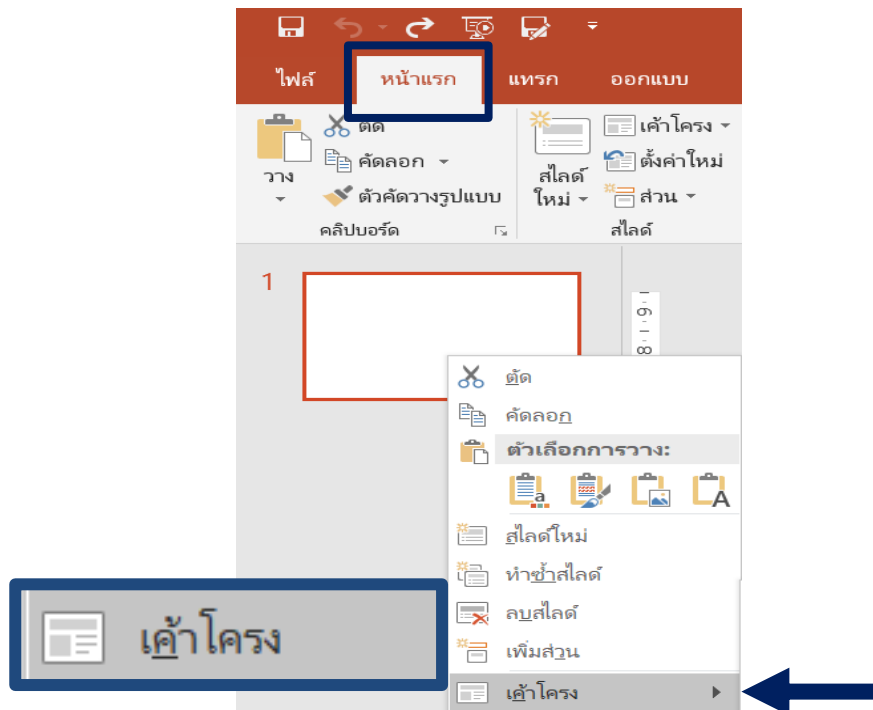 ไฟล์ หน้าแรก แทรก ออกแบบ
วาง
ตัด
คัดลอก
ตัวคัดวางรูปแบบ
คลิปบอร์ด
สไลด์
ใหม่
เค้าโครง
ตั้งค่าใหม่
ส่วน
สไลด์
1
1 6 1 8
ตัด
คัดลอก
ตัวเลือกการวาง:
a A
สไลด์ใหม่
ทำซ้ำสไลด์
ลบสไลด์
เพิ่มส่วน
เค้าโครง
เค้าโครง